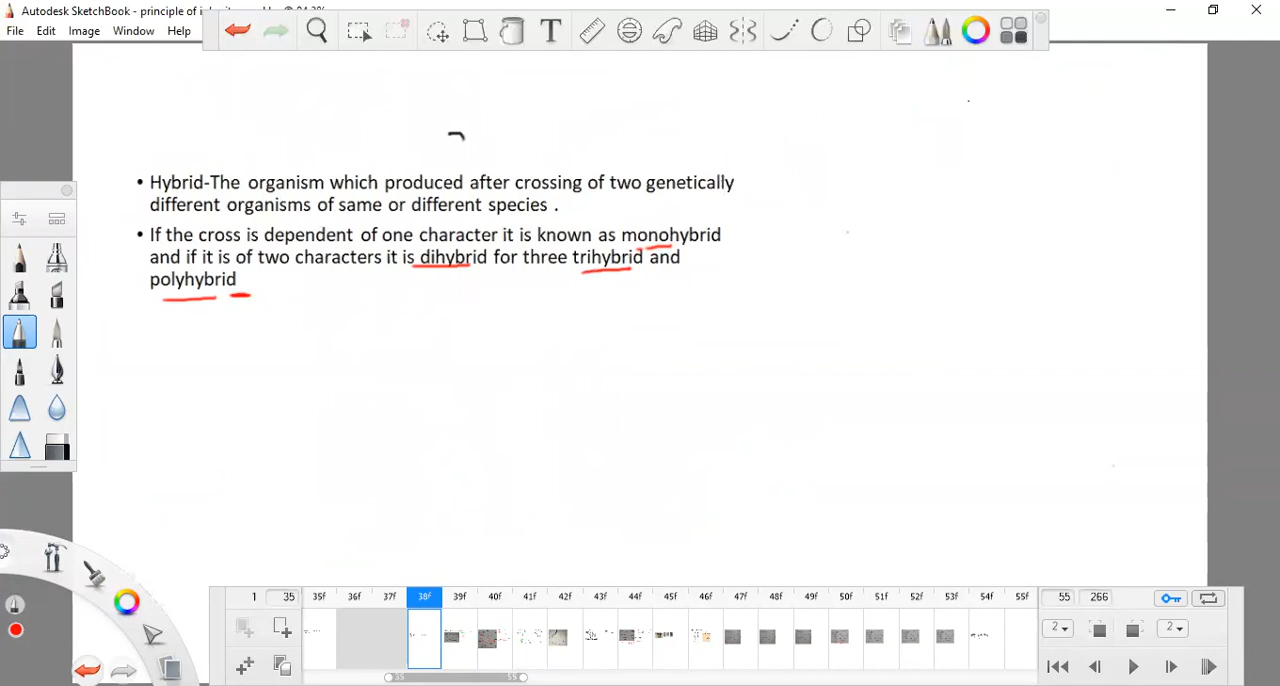 Autodesk SketchBook - principle of i
File Edit Image Window Help
T
• Hybrid-The organism which produced after crossing of two genetically
different organisms of same or different species .
• If the cross is dependent of one character it is known as monohybrid
and if it is of two characters it is dihybrid for three trihybrid and
polyhybrid
1 35 35f 36f 37f 38f 39f 40f 41f 42f 43f 44f 45f 46f 47f 48f 49f 50f 51f 52f 53f 54f 55f 55 266
2 2
55 55